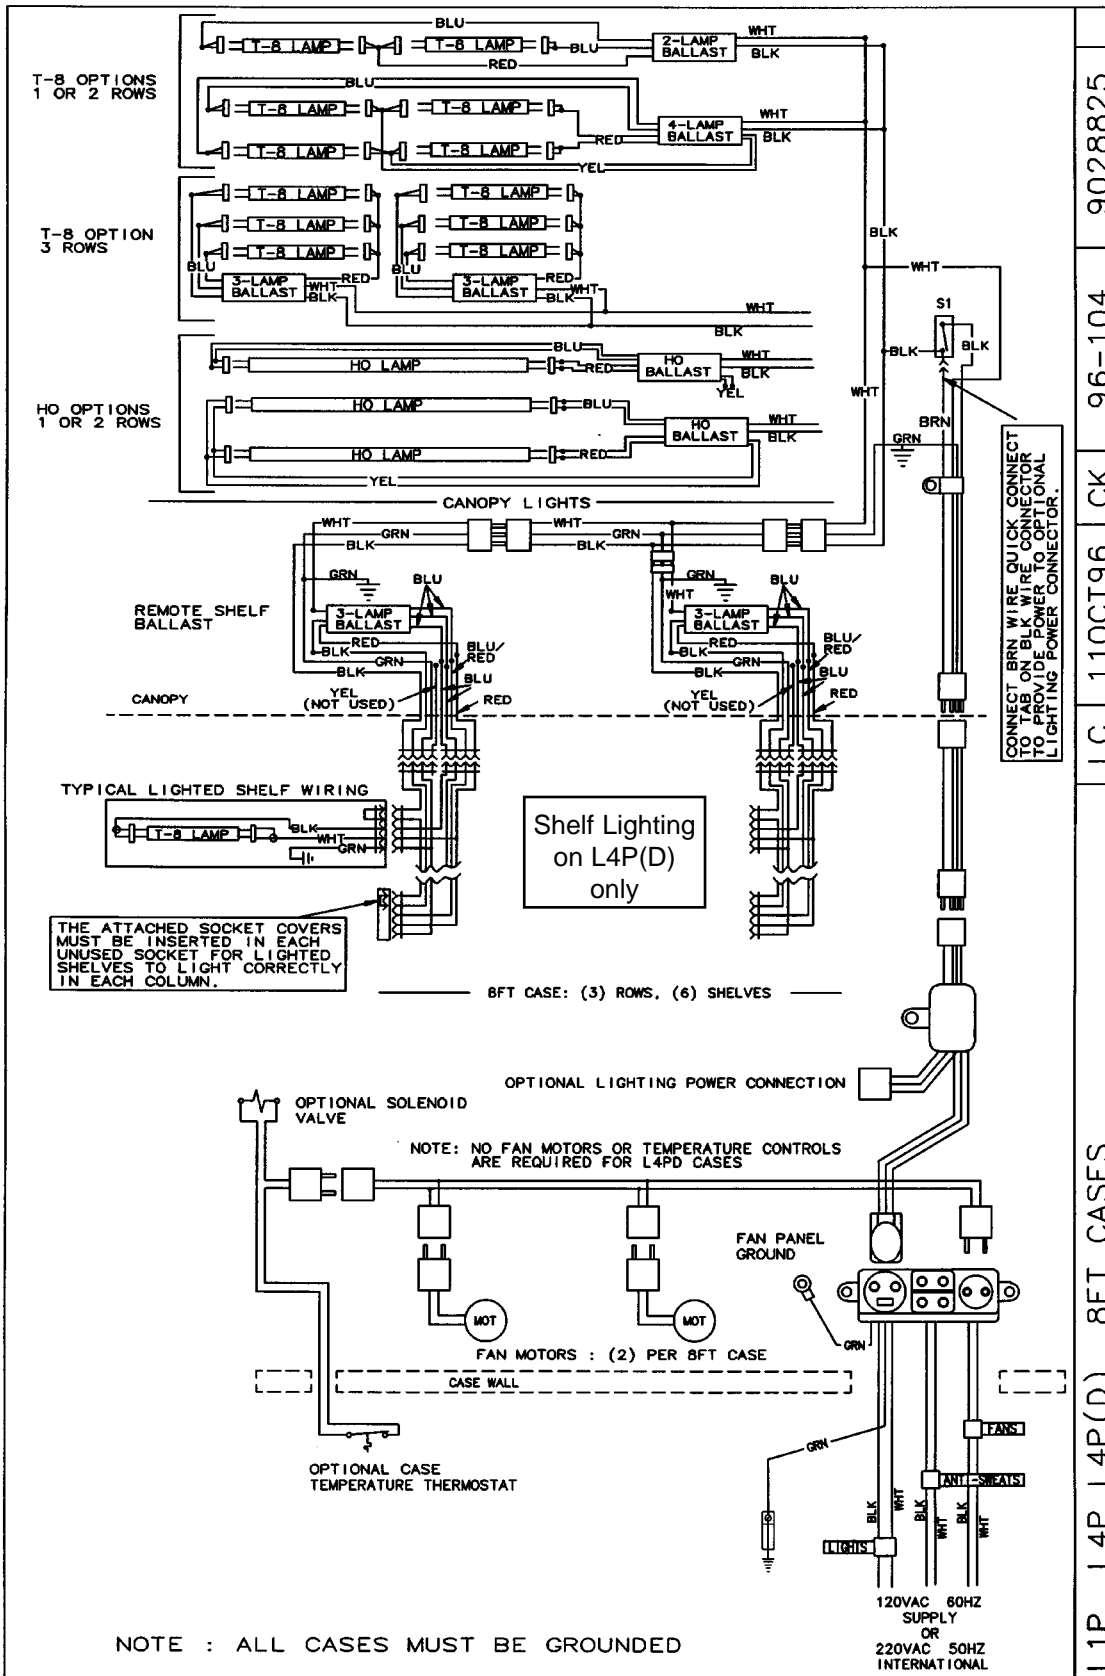 BLU
T-8 LAMP
T-8 LAMP
BLU
RED
2-LAMP
BALLAST
WHT
BLK
T-8 OPTIONS
1 OR 2 ROWS
BLU
T-8 LAMP
T-8 LAMP
T-8 LAMP
T-8 LAMP
RED
YEL
4-LAMP
BALLAST
WHT
BLK
T-8 OPTION
3 ROWS
T-8 LAMP
T-8 LAMP
T-8 LAMP
T-8 LAMP
T-8 LAMP
T-8 LAMP
BLU
3-LAMP
BALLAST
RED
WHT
BLK
BLU
3-LAMP
BALLAST
RED
WHT
BLK
WHT
BLK
BLK
WHT
S1
BLK
BLK
HO OPTIONS
1 OR 2 ROWS
BLU
HO LAMP
RED
HO
BALLAST
YEL
WHT
BLK
HO LAMP
BLU
HO LAMP
RED
YEL
HO
BALLAST
WHT
BLK
WHT
BRN
GRN
CONNECT BRN WIRE QUICK CONNECT
TO TAB ON BLK WIRE CONNECTOR
TO PROVIDE POWER TO OPTIONAL
LIGHTING POWER CONNECTOR.
CANOPY LIGHTS
WHT
GRN
BLK
WHT
GRN
BLK
REMOTE SHELF
BALLAST
GRN
BLU
3-LAMP
BALLAST
RED
BLK
GRN
BLK
BLU/
RED
BLU
YEL
(NOT USED)
RED
GRN
WHT
BLU
3-LAMP
BALLAST
RED
BLK
GRN
BLK
BLU/
RED
BLU
YEL
(NOT USED)
RED
CANOPY
TYPICAL LIGHTED SHELF WIRING
T-8 LAMP
BLK
WHT
GRN
Shelf Lighting
on L4P(D)
only
THE ATTACHED SOCKET COVERS
MUST BE INSERTED IN EACH
UNUSED SOCKET FOR LIGHTED
SHELVES TO LIGHT CORRECTLY
IN EACH COLUMN.
8FT CASE: (3) ROWS, (6) SHELVES
OPTIONAL LIGHTING POWER CONNECTION
OPTIONAL SOLENOID
VALVE
NOTE: NO FAN MOTORS OR TEMPERATURE CONTROLS
ARE REQUIRED FOR L4PD CASES
FAN PANEL
GROUND
MOT
MOT
GRN
FAN MOTORS : (2) PER 8FT CASE
CASE WALL
OPTIONAL CASE
TEMPERATURE THERMOSTAT
GRN
FANS
ANTI-SWEATS
LIGHTS
BLK
WHT
BLK
WHT
BLK
WHT
120VAC 60HZ
SUPPLY
OR
220VAC 50HZ
INTERNATIONAL
NOTE : ALL CASES MUST BE GROUNDED
9028825
96-104
CK
11OCT96
8FT CASES
L4P(D)
L4P
L1P